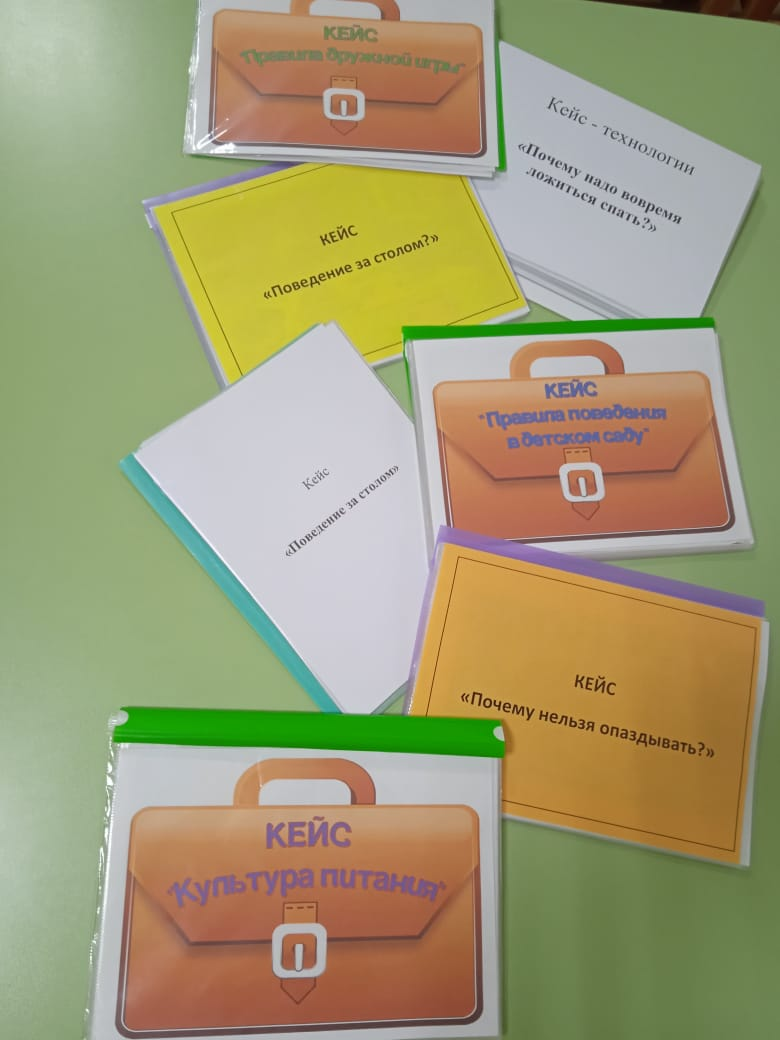 КЕЙС
"Правила дружной игры"
Кейс - технологии
«Почему надо вовремя
ложиться спать?»
КЕЙС
«Поведение за столом?»
КЕЙС
"Правила поведения
в детском саду"
Кейс
«Поведение за столом»
КЕЙС
«Почему нельзя опаздывать?»
КЕЙС
"Культура питания"